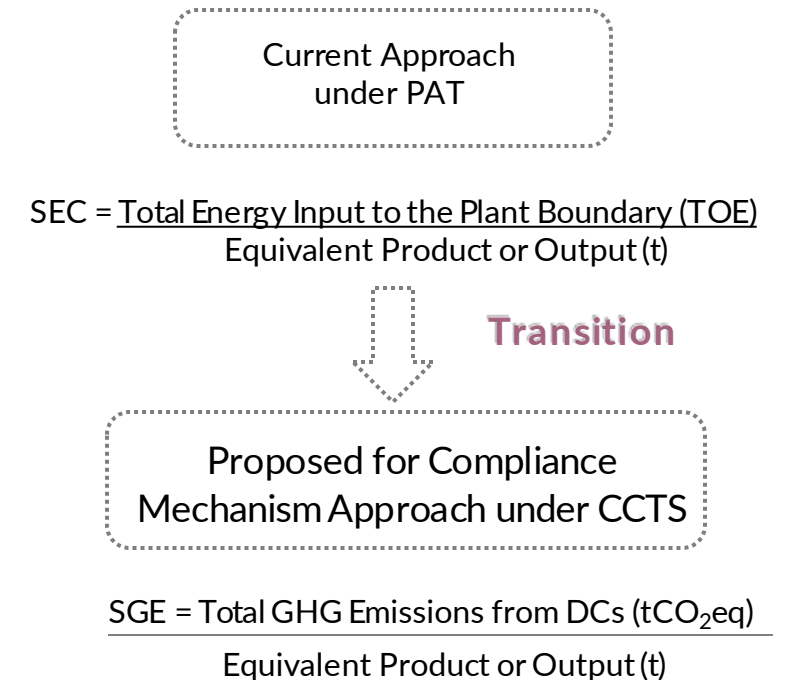 Current Approach
under PAT
SEC = Total Energy Input to the Plant Boundary (TOE)
Equivalent Product or Output (t)
Transition
Proposed for Compliance
Mechanism Approach under CCTS
SGE = Total GHG Emissions from DCs (tCO₂eq)
Equivalent Product or Output (t)